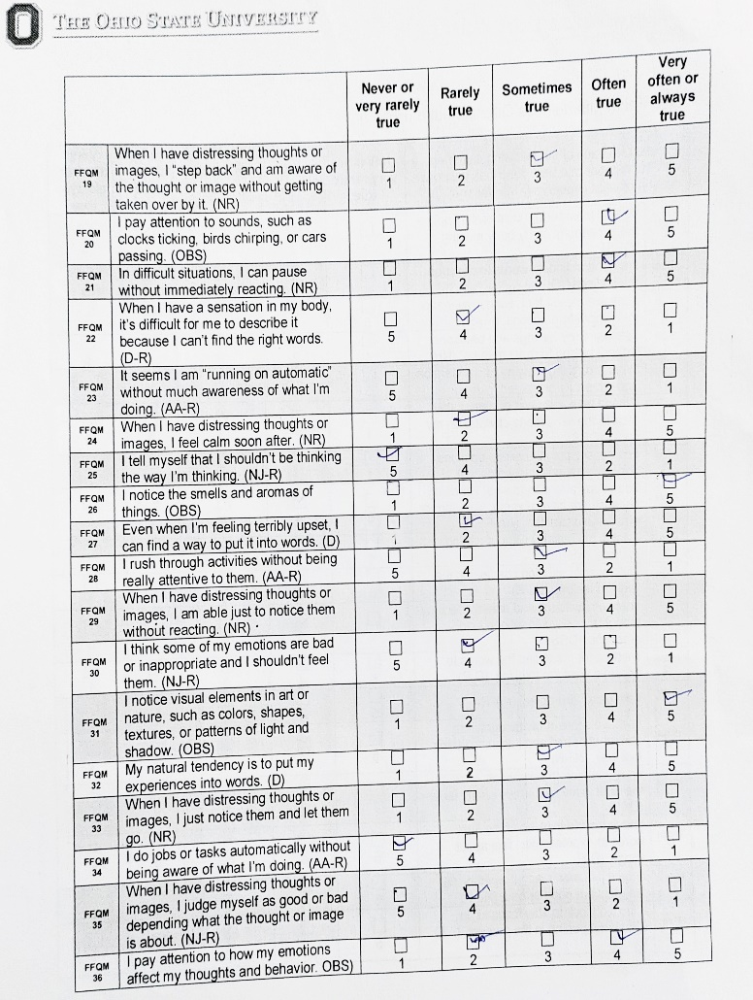 THE OHIO STATE UNIVERSITY
Never or very rarely true
Rarely true
Sometimes true
Often true
Very often or always true
FFQM 19
When I have distressing thoughts or
images, I "step back" and am aware of
the thought or image without getting
taken over by it. (NR)
1 2 3 4 5
FFQM 20
I pay attention to sounds, such as
clocks ticking, birds chirping, or cars
passing. (OBS)
1 2 3 4 5
FFQM 21
In difficult situations, I can pause
without immediately reacting. (NR)
1 2 3 4 5
FFQM 22
When I have a sensation in my body,
it's difficult for me to describe it
because I can't find the right words.
(D-R)
5 4 3 2 1
FFQM 23
It seems I am "running on automatic"
without much awareness of what I'm
doing. (AA-R)
5 4 3 2 1
FFQM 24
When I have distressing thoughts or
images, I feel calm soon after. (NR)
1 2 3 4 5
FFQM 25
I tell myself that I shouldn't be thinking
the way I'm thinking. (NJ-R)
5 4 3 2 1
FFQM 26
I notice the smells and aromas of
things. (OBS)
1 2 3 4 5
FFQM 27
Even when I'm feeling terribly upset, I
can find a way to put it into words. (D)
1 2 3 4 5
FFQM 28
I rush through activities without being
really attentive to them. (AA-R)
5 4 3 2 1
FFQM 29
When I have distressing thoughts or
images, I am able just to notice them
without reacting. (NR)
1 2 3 4 5
FFQM 30
I think some of my emotions are bad
or inappropriate and I shouldn't feel
them. (NJ-R)
5 4 3 2 1
FFQM 31
I notice visual elements in art or
nature, such as colors, shapes,
textures, or patterns of light and
shadow. (OBS)
1 2 3 4 5
FFQM 32
My natural tendency is to put my
experiences into words. (D)
1 2 3 4 5
FFQM 33
When I have distressing thoughts or
images, I just notice them and let them
go. (NR)
1 2 3 4 5
FFQM 34
I do jobs or tasks automatically without
being aware of what I'm doing. (AA-R)
5 4 3 2 1
FFQM 35
When I have distressing thoughts or
images, I judge myself as good or bad
depending what the thought or image
is about. (NJ-R)
5 4 3 2 1
FFQM 36
I pay attention to how my emotions
affect my thoughts and behavior. OBS)
1 2 3 4 5